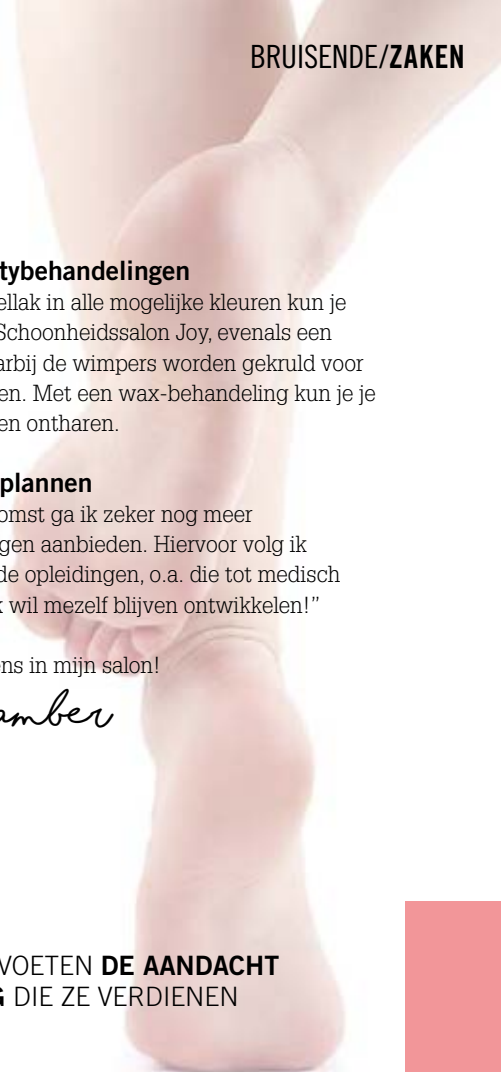 BRUISENDE/ZAKEN
tybehandelingen
ellak in alle mogelijke kleuren kun je
Schoonheidssalon Joy, evenals een
arbij de wimpers worden gekruld voor
en. Met een wax-behandeling kun je je
en ontharen.
plannen
omst ga ik zeker nog meer
gen aanbieden. Hiervoor volg ik
de opleidingen, o.a. die tot medisch
k wil mezelf blijven ontwikkelen!”
ens in mijn salon!
amber
VOETEN DE AANDACHT
G DIE ZE VERDIENEN